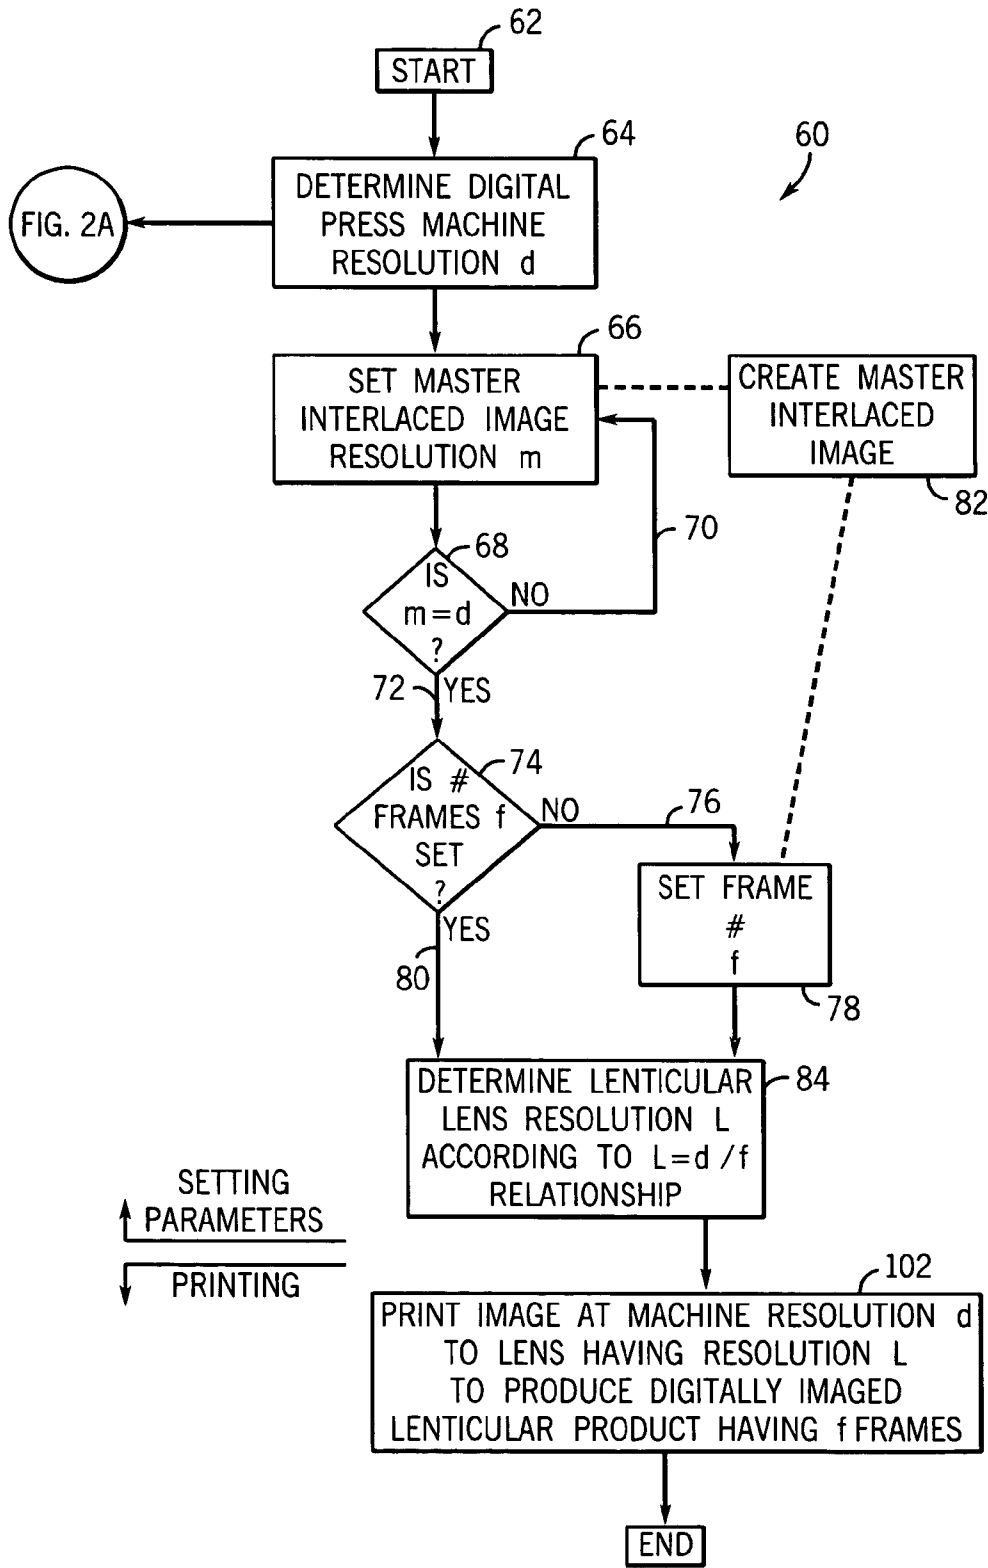 62
START
64
60
DETERMINE DIGITAL
PRESS MACHINE
RESOLUTION d
FIG. 2A
66
SET MASTER
INTERLACED IMAGE
RESOLUTION m
CREATE MASTER
INTERLACED
IMAGE
82
70
68
IS
m=d
?
NO
72
YES
74
IS #
FRAMES f
SET
?
NO
76
YES
80
SET FRAME
#
f
78
84
DETERMINE LENTICULAR
LENS RESOLUTION L
ACCORDING TO L=d/f
RELATIONSHIP
SETTING
PARAMETERS
PRINTING
102
PRINT IMAGE AT MACHINE RESOLUTION d
TO LENS HAVING RESOLUTION L
TO PRODUCE DIGITALLY IMAGED
LENTICULAR PRODUCT HAVING f FRAMES
END